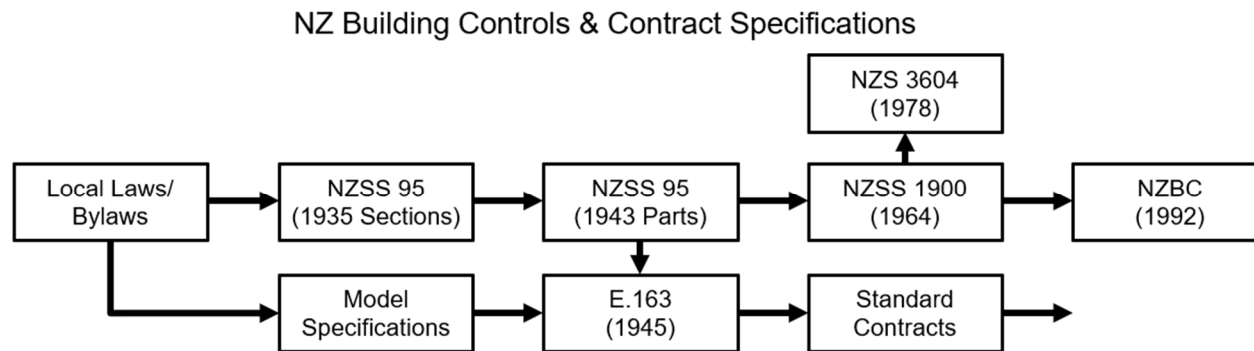 NZ Building Controls & Contract Specifications
NZS 3604
(1978)
Local Laws/
Bylaws
NZSS 95
(1935 Sections)
NZSS 95
(1943 Parts)
NZSS 1900
(1964)
NZBC
(1992)
Model
Specifications
E.163
(1945)
Standard
Contracts